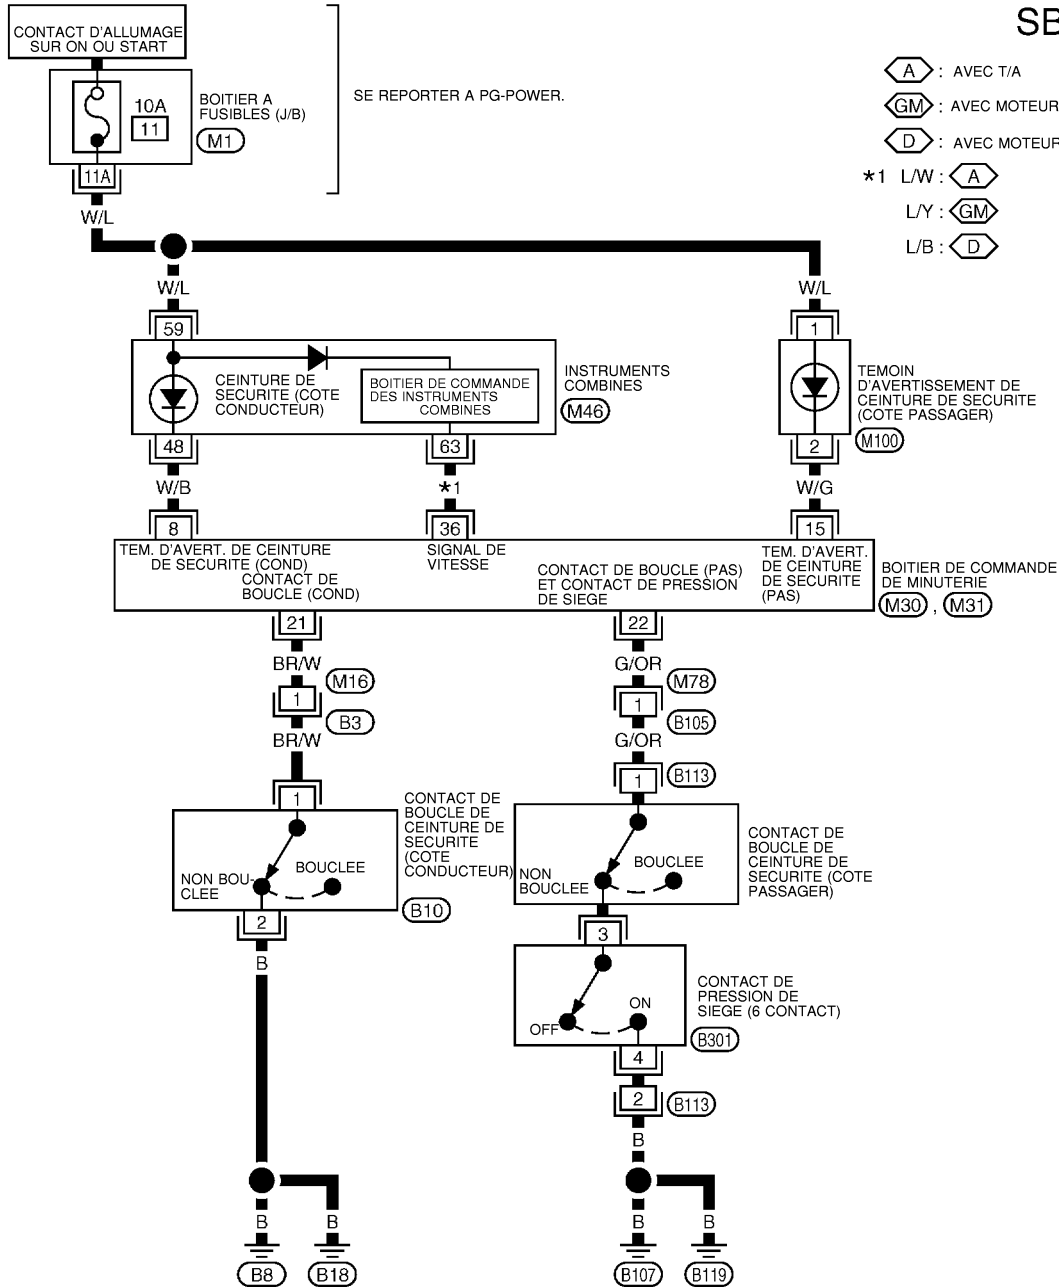 CONTACT D'ALLUMAGE
SUR ON OU START
SB
10A
11
BOITIER A
FUSIBLES (J/B)
M1
SE REPORTER A PG-POWER.
A : AVEC T/A
GM : AVEC MOTEUR
D : AVEC MOTEUR
*1 L/W : A
L/Y : GM
L/B : D
11A
W/L
W/L
W/L
59
1
CEINTURE DE
SECURITE (COTE
CONDUCTEUR)
BOITIER DE COMMANDE
DES INSTRUMENTS
COMBINES
INSTRUMENTS
COMBINES
M46
TEMOIN
D'AVERTISSEMENT DE
CEINTURE DE SECURITE
(COTE PASSAGER)
M100
48
63
2
W/B
*1
W/G
8
36
15
TEM. D'AVERT. DE CEINTURE
DE SECURITE (COND)
CONTACT DE
BOUCLE (COND)
SIGNAL DE
VITESSE
CONTACT DE BOUCLE (PAS)
ET CONTACT DE PRESSION
DE SIEGE
TEM. D'AVERT.
DE CEINTURE
DE SECURITE
(PAS)
BOITIER DE COMMANDE
DE MINUTERIE
M30 , M31
21
22
BR/W
G/OR
M16
M78
1
1
B3
B105
BR/W
G/OR
1
1
B113
CONTACT DE
BOUCLE DE
CEINTURE DE
SECURITE
(COTE
CONDUCTEUR)
NON BOU-
CLEE
BOUCLEE
B10
NON
BOUCLEE
BOUCLEE
CONTACT DE
BOUCLE DE
CEINTURE DE
SECURITE (COTE
PASSAGER)
2
3
B
OFF
ON
CONTACT DE
PRESSION DE
SIEGE (6 CONTACT)
B301
4
2
B113
B
B
B
B
B
B8
B18
B107
B119